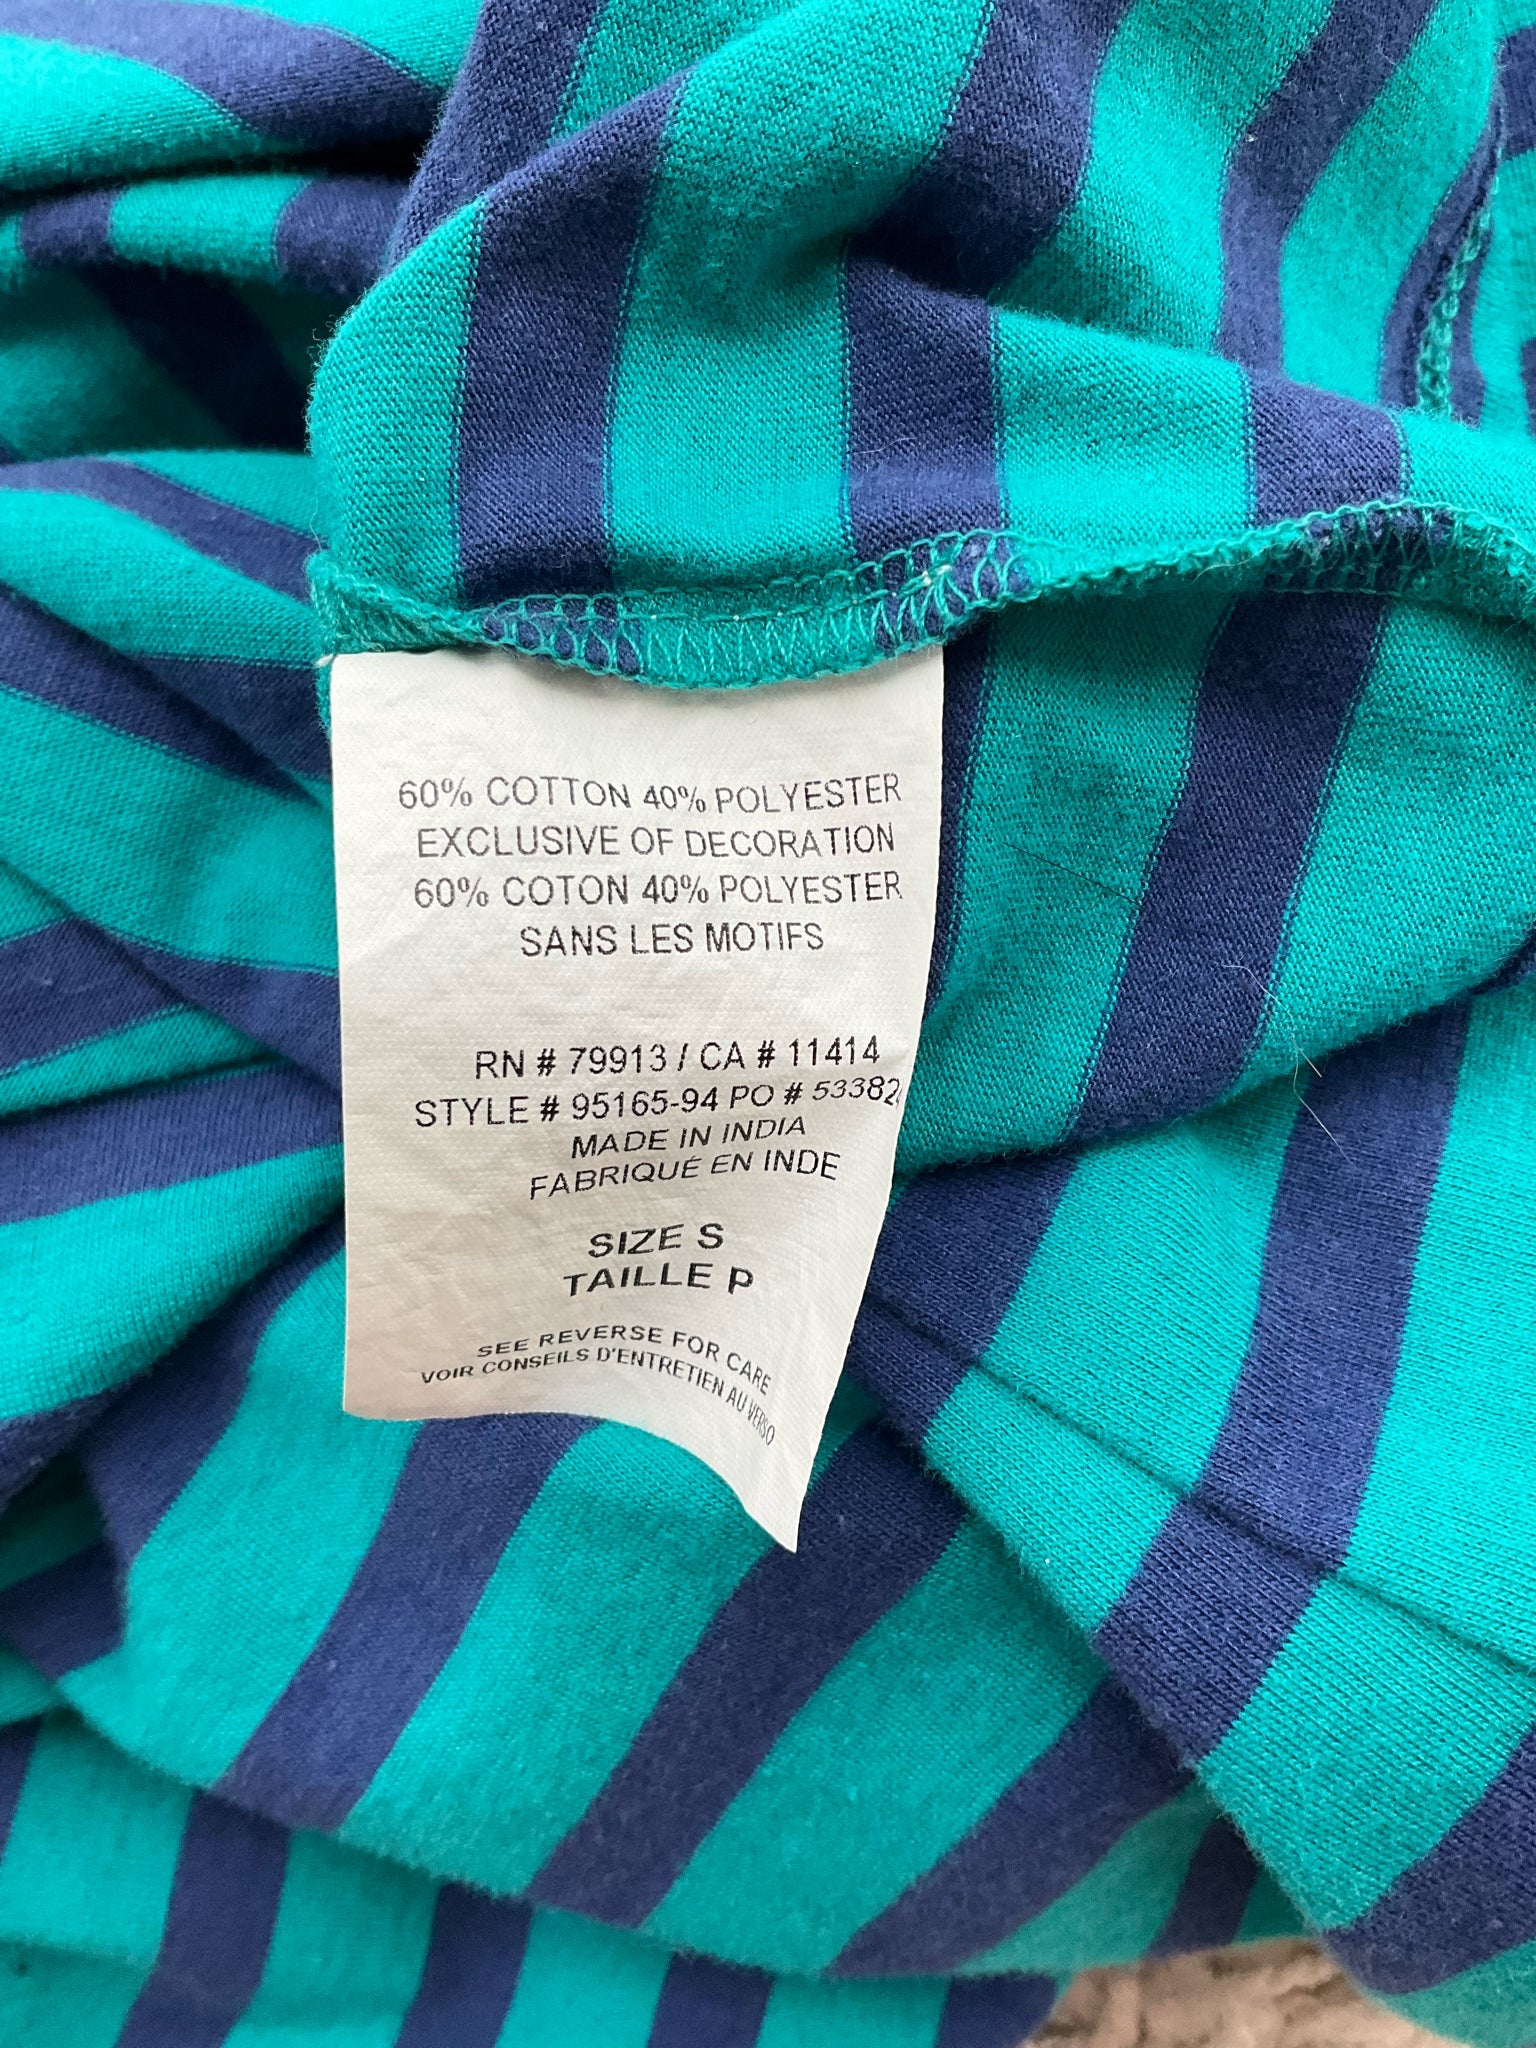 60% COTTON 40% POLYESTER
EXCLUSIVE OF DECORATION
60% COTON 40% POLYESTER
SANS LES MOTIFS
RN # 79913 / CA # 11414
STYLE # 95165-94 PO #
MADE IN INDIA
FABRIQUÉ EN INDE
SIZE S
TAILLE P
SEE REVERSE FOR CARE
VOIR CONSEILS D'ENTRETIEN AU VERSO